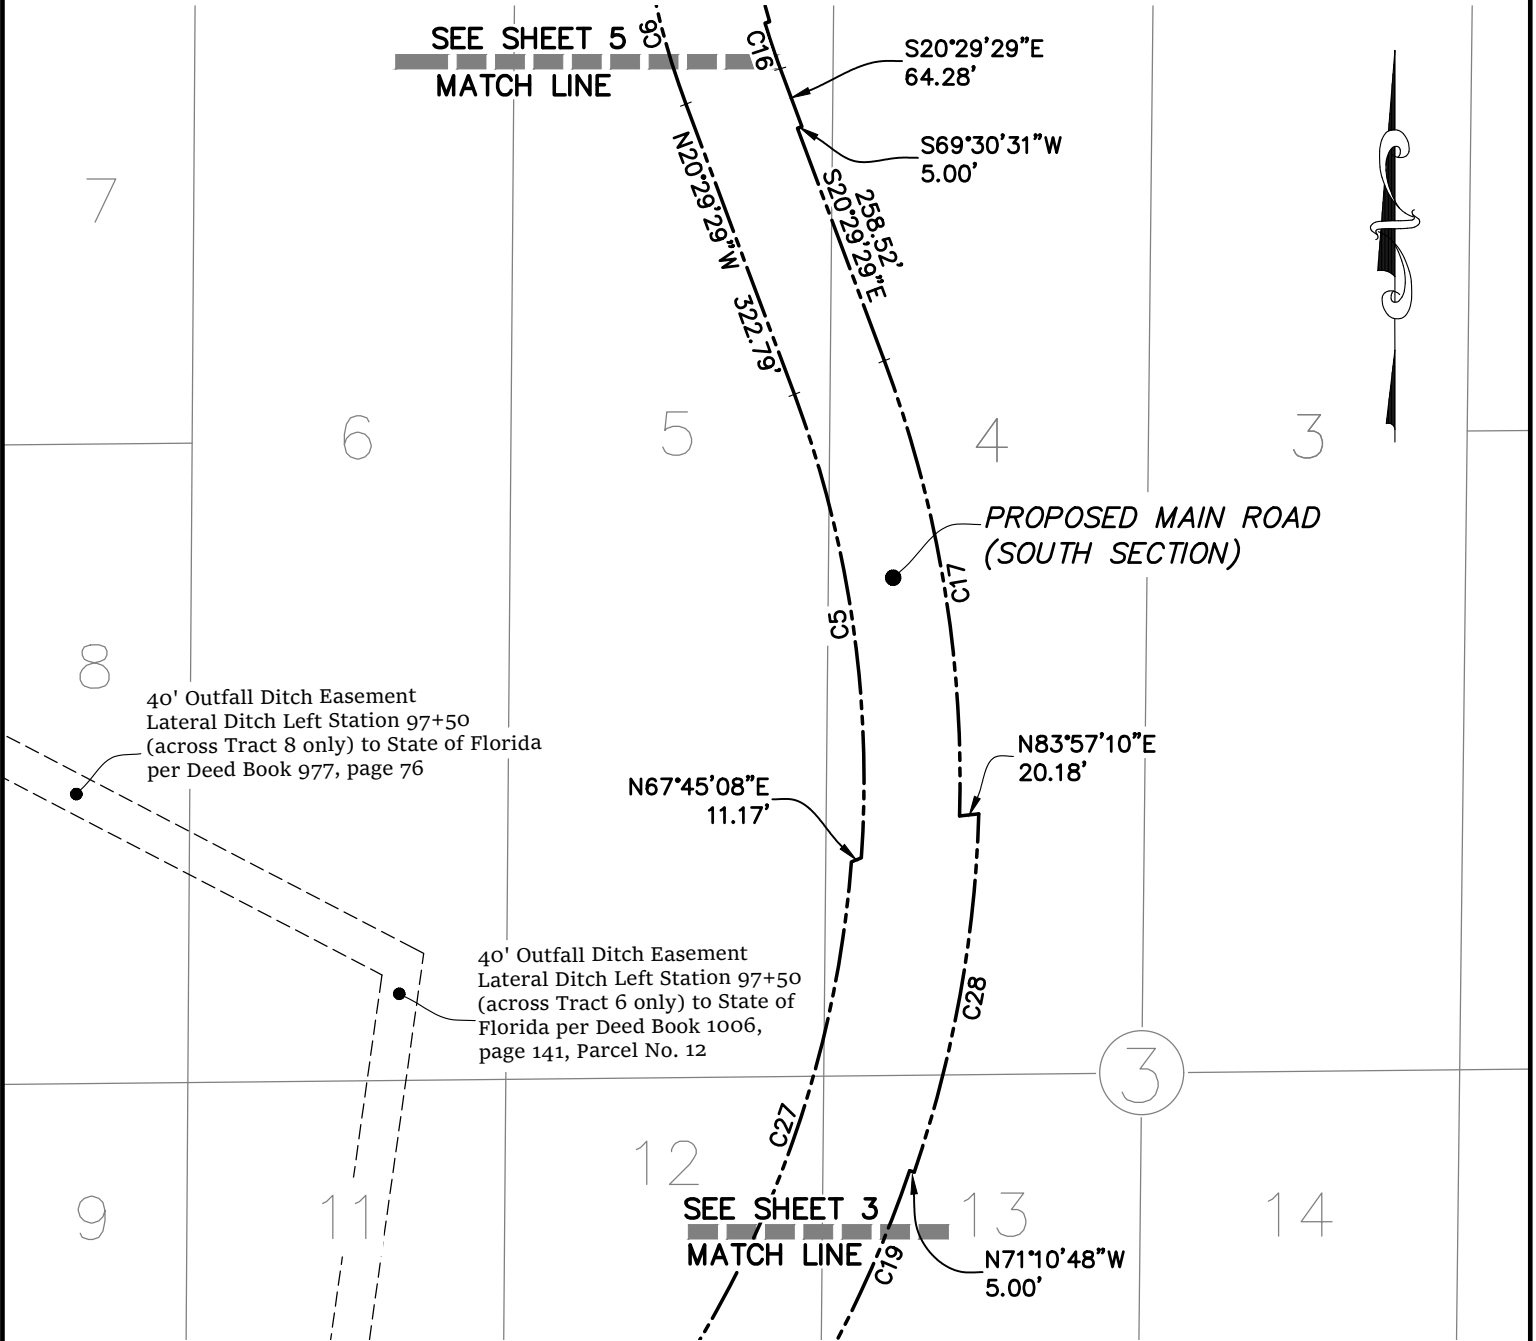 SEE SHEET 5
MATCH LINE
C6
C16
S20°29'29"E
64.28'
S69°30'31"W
5.00'
N20°29'29"W 322.79'
258.52'
S20°29'29"E
7
6
5
4
3
PROPOSED MAIN ROAD
(SOUTH SECTION)
C17
C5
8
40' Outfall Ditch Easement
Lateral Ditch Left Station 97+50
(across Tract 8 only) to State of Florida
per Deed Book 977, page 76
N83°57'10"E
20.18'
N67°45'08"E
11.17'
40' Outfall Ditch Easement
Lateral Ditch Left Station 97+50
(across Tract 6 only) to State of
Florida per Deed Book 1006,
page 141, Parcel No. 12
C28
3
C27
12
9
11
13
14
SEE SHEET 3
MATCH LINE
C19
N71°10'48"W
5.00'